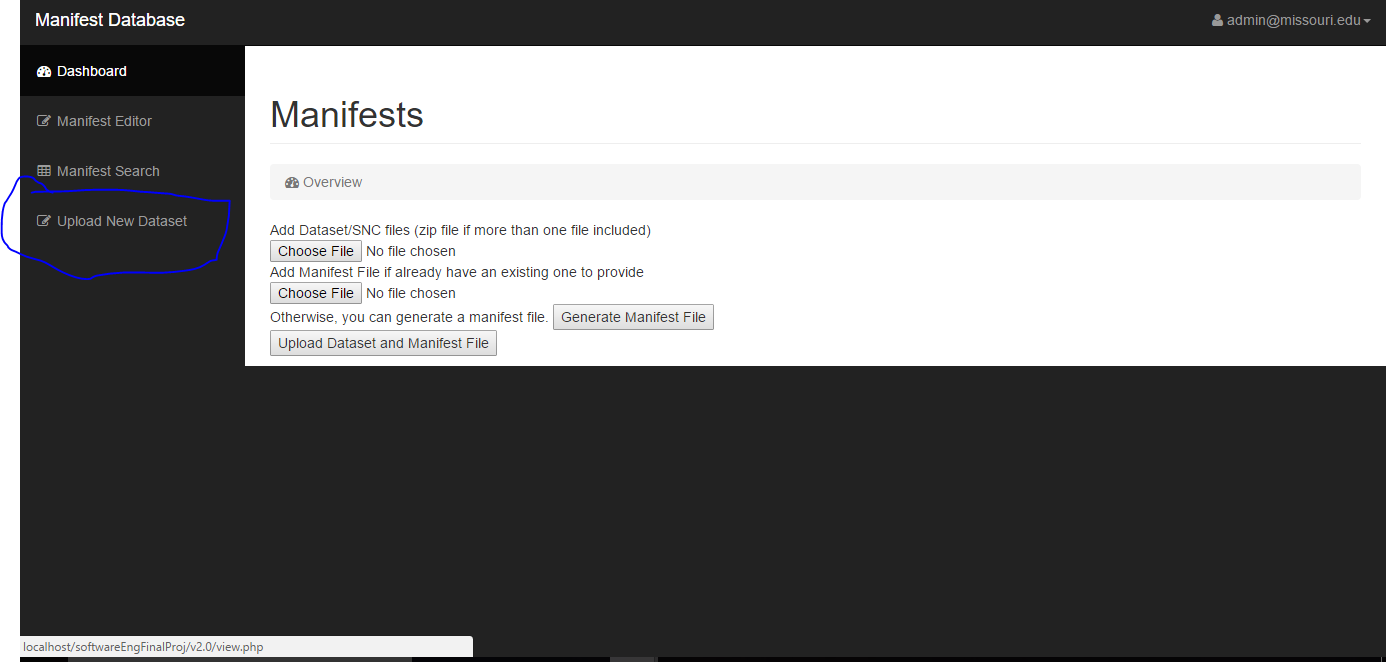 Manifest Database
admin@missouri.edu
Dashboard
Manifest Editor
Manifest Search
Upload New Dataset
Manifests
Overview
Add Dataset/SNC files (zip file if more than one file included)
Choose File No file chosen
Add Manifest File if already have an existing one to provide
Choose File No file chosen
Otherwise, you can generate a manifest file. Generate Manifest File
Upload Dataset and Manifest File
localhost/softwareEngFinalProj/v2.0/view.php